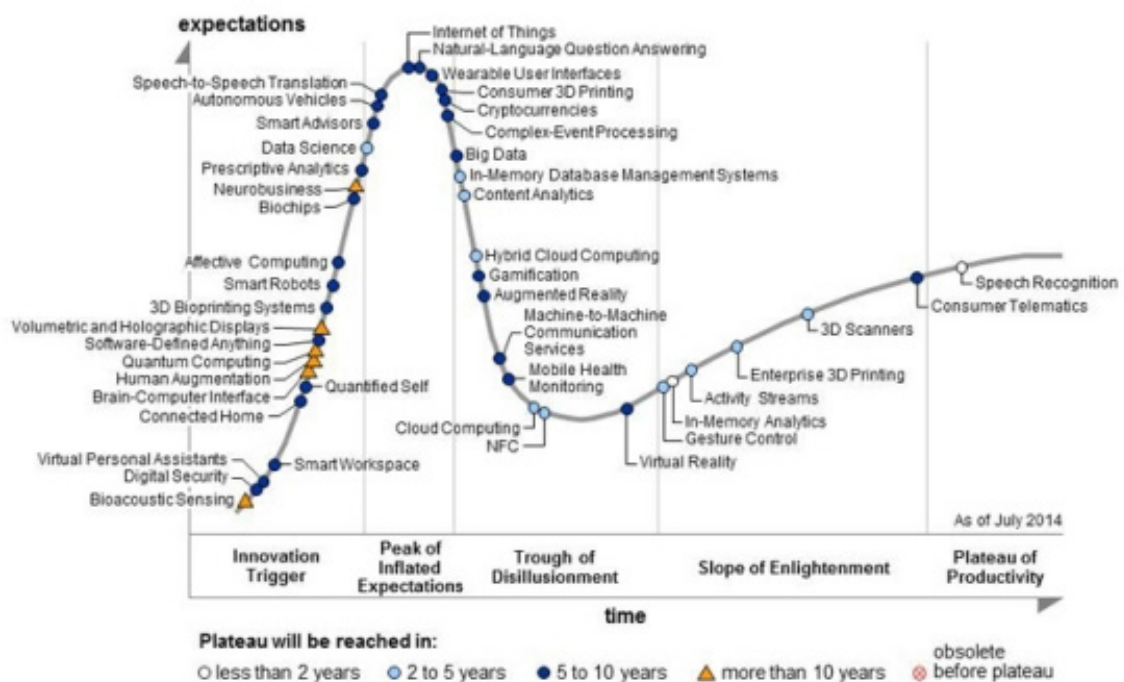 expectations
Internet of Things
Natural-Language Question Answering
Wearable User Interfaces
Consumer 3D Printing
Cryptocurrencies
Complex-Event Processing
Big Data
In-Memory Database Management Systems
Content Analytics
Speech-to-Speech Translation
Autonomous Vehicles
Smart Advisors
Data Science
Prescriptive Analytics
Neurobusiness
Biochips
Affective Computing
Smart Robots
3D Bioprinting Systems
Volumetric and Holographic Displays
Software-Defined Anything
Quantum Computing
Human Augmentation
Brain-Computer Interface
Connected Home
Quantified Self
Virtual Personal Assistants
Digital Security
Bioacoustic Sensing
Smart Workspace
Hybrid Cloud Computing
Gamification
Augmented Reality
Machine-to-Machine
Communication
Services
Mobile Health
Monitoring
Cloud Computing
NFC
Virtual Reality
Gesture Control
In-Memory Analytics
Activity Streams
Enterprise 3D Printing
3D Scanners
Consumer Telematics
Speech Recognition
As of July 2014
Innovation
Trigger
Peak of
Inflated
Expectations
Trough of
Disillusionment
Slope of Enlightenment
Plateau of
Productivity
time
Plateau will be reached in:
less than 2 years
2 to 5 years
5 to 10 years
more than 10 years
obsolete
before plateau